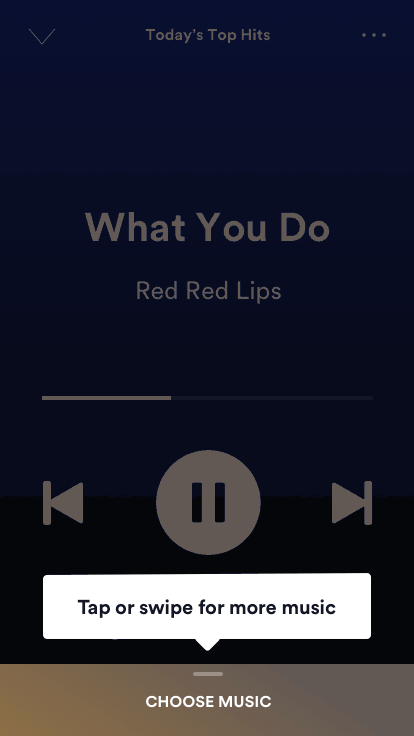 Today's Top Hits
What You Do
Red Red Lips
Tap or swipe for more music
CHOOSE MUSIC